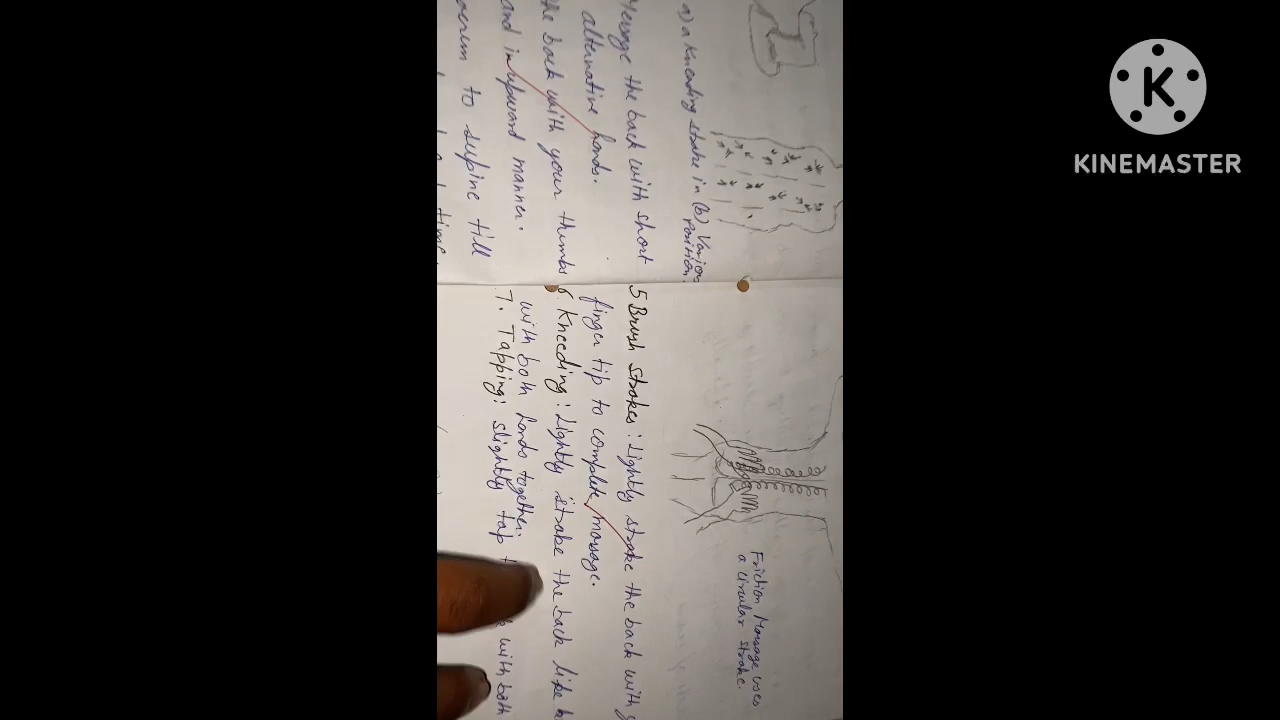 a) a Kneading stroke in (b) Various
Position.
Message the back with short
alternative hands.
the back with your thumbs
and in upward manner.
sacrum to supine till
Friction Massage uses
a circular stroke.
5 Brush strokes : Lightly stroke the back with
finger tip to complete massage.
6 Kneeding : Lightly stroke the back like
with both hands together.
7. Tapping : slightly tap with both
KINEMASTER